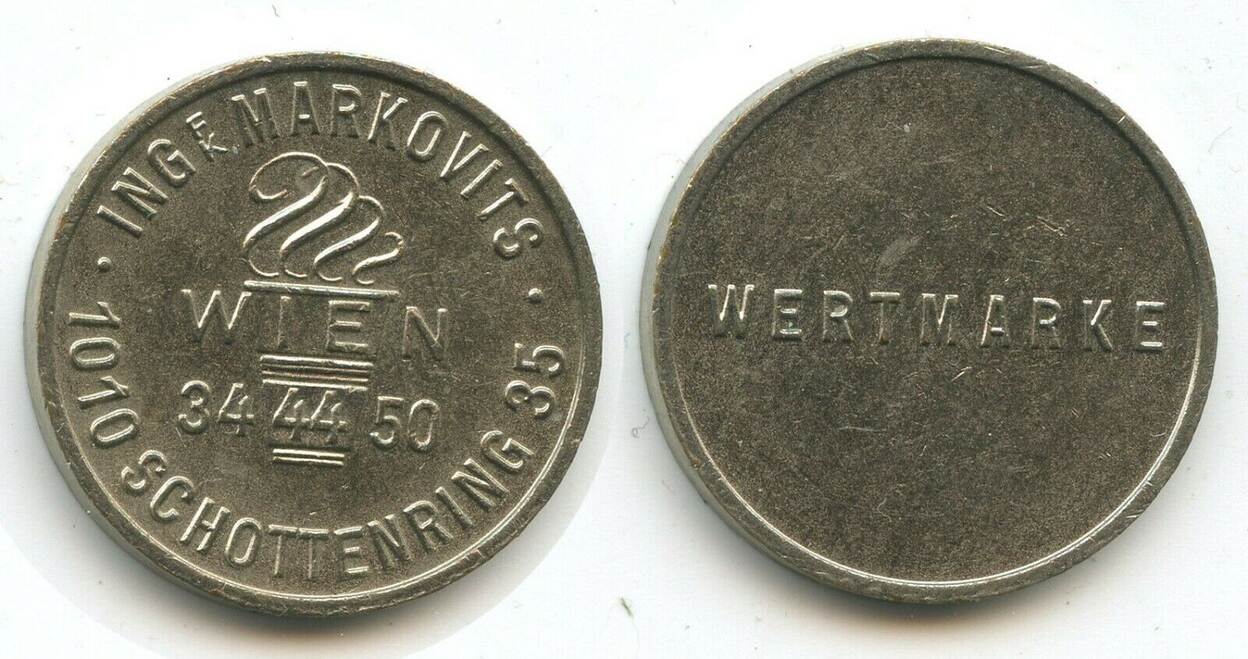 ING MARKOVITS
WIEN
34 44 50
1010 SCHOTTENRING 35
WERTMARKE